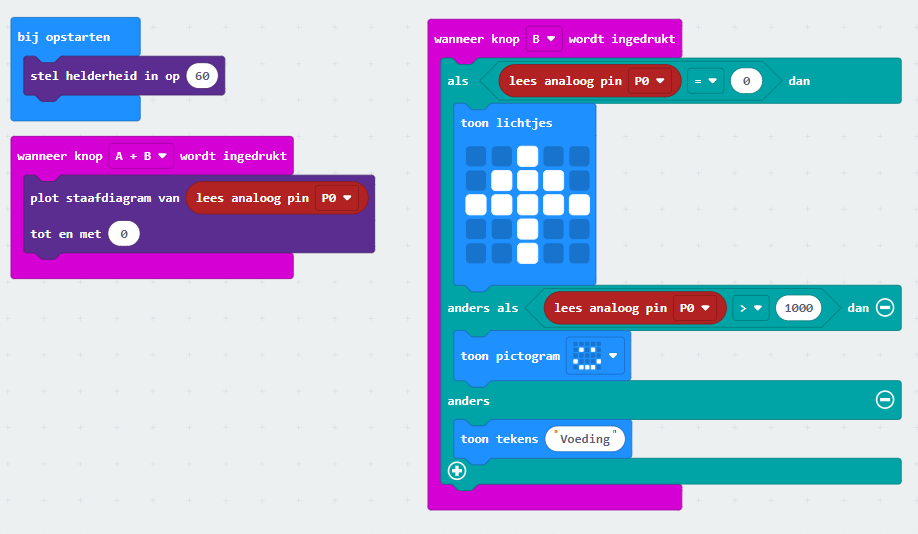 bij opstarten
stel helderheid in op 60
wanneer knop A + B wordt ingedrukt
plot staafdiagram van lees analoog pin P0
tot en met 0
wanneer knop B wordt ingedrukt
als lees analoog pin P0 = 0 dan
toon lichtjes
anders als lees analoog pin P0 > 1000 dan
toon pictogram
anders
toon tekens "Voeding"